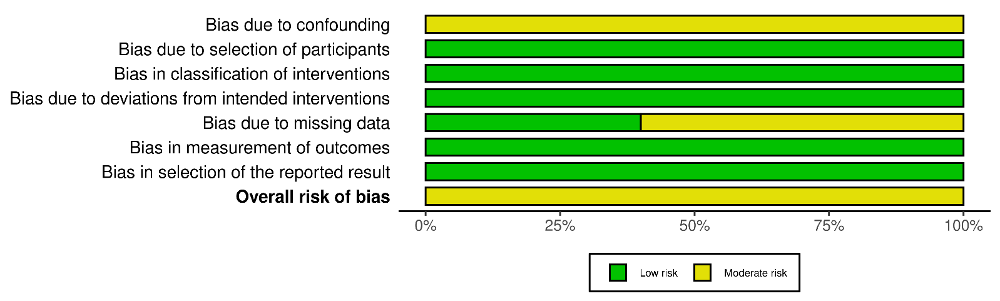 Bias due to confounding
Bias due to selection of participants
Bias in classification of interventions
Bias due to deviations from intended interventions
Bias due to missing data
Bias in measurement of outcomes
Bias in selection of the reported result
Overall risk of bias
0% 25% 50% 75% 100%
Low risk Moderate risk